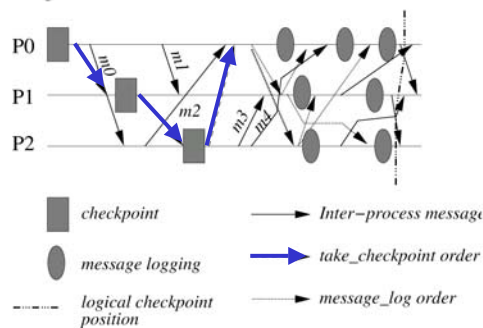 P0
m0
m1
P1
m2
m3
m4
P2
checkpoint
Inter-process message
message logging
take_checkpoint order
logical checkpoint
position
message_log order